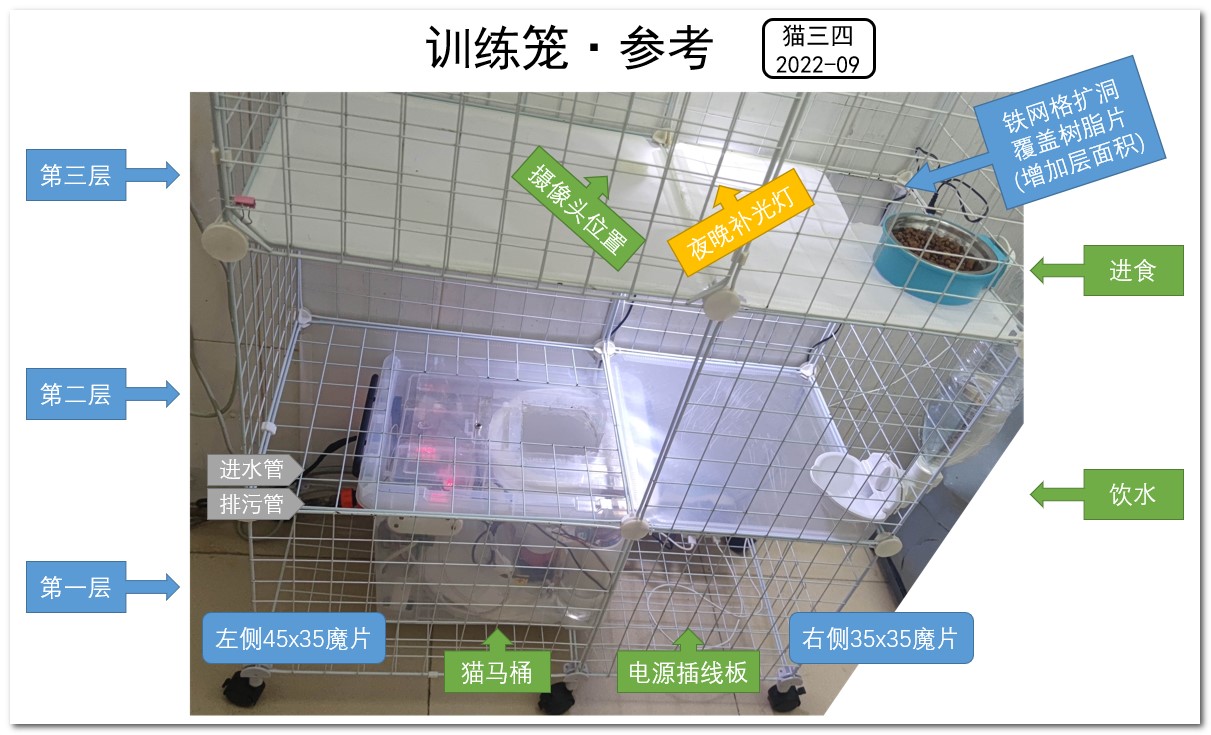 训练笼·参考
猫三四
2022-09
铁网格扩洞
覆盖树脂片
(增加层面积)
第三层
摄像头位置
夜晚补光灯
进食
第二层
进水管
排污管
饮水
第一层
左侧45x35魔片
右侧35x35魔片
猫马桶
电源插线板